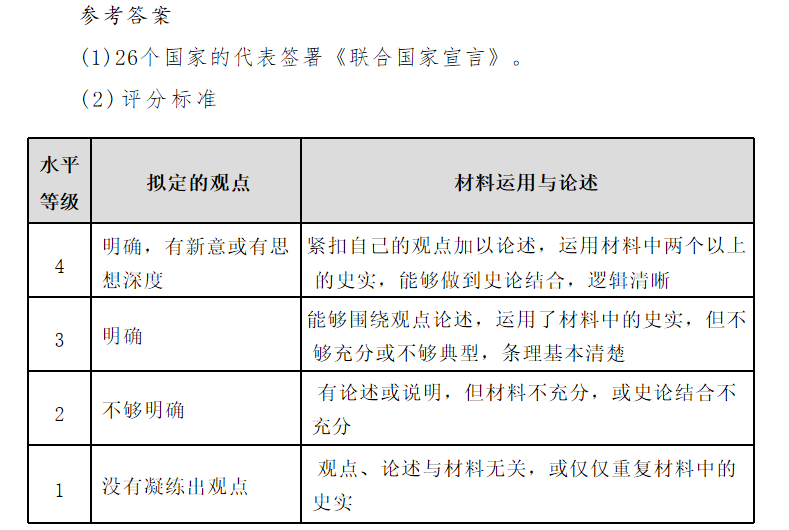 参考答案
(1)26个国家的代表签署《联合国家宣言》。
(2)评分标准
水平
等级
拟定的观点
材料运用与论述
4
明确，有新意或有思
想深度
紧扣自己的观点加以论述，运用材料中两个以上
的史实，能够做到史论结合，逻辑清晰
3
明确
能够围绕观点论述，运用了材料中的史实，但不
够充分或不够典型，条理基本清楚
2
不够明确
有论述或说明，但材料不充分，或史论结合不
充分
1
没有凝练出观点
观点、论述与材料无关，或仅仅重复材料中的
史实